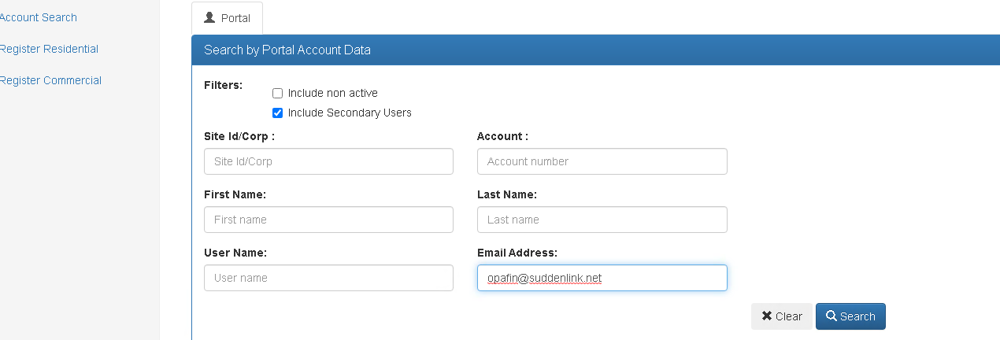 Account Search
Register Residential
Register Commercial
Portal
Search by Portal Account Data
Filters:
Include non active
Include Secondary Users
Site Id/Corp : Account :
Site Id/Corp Account number
First Name: Last Name:
First name Last name
User Name: Email Address:
User name opafin@suddenlink.net
Clear Search